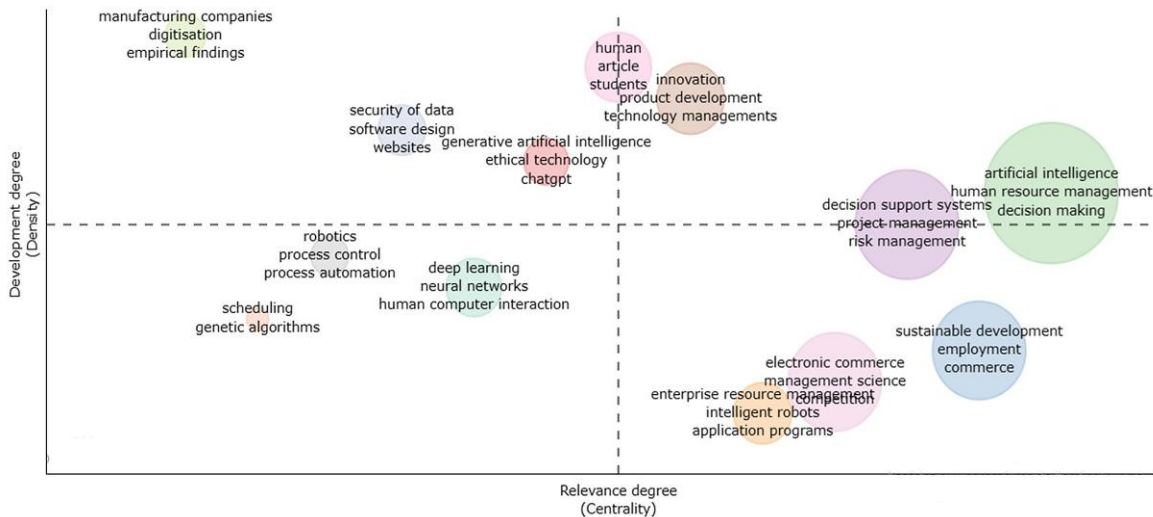 manufacturing companies
digitisation
empirical findings
human
article
students
innovation
product development
technology managements
security of data
software design
websites
generative artificial intelligence
ethical technology
chatgpt
artificial intelligence
human resource management
decision making
decision support systems
project management
risk management
robotics
process control
process automation
deep learning
neural networks
human computer interaction
scheduling
genetic algorithms
sustainable development
employment
commerce
electronic commerce
management science
competition
enterprise resource management
intelligent robots
application programs
Development degree
(Density)
Relevance degree
(Centrality)